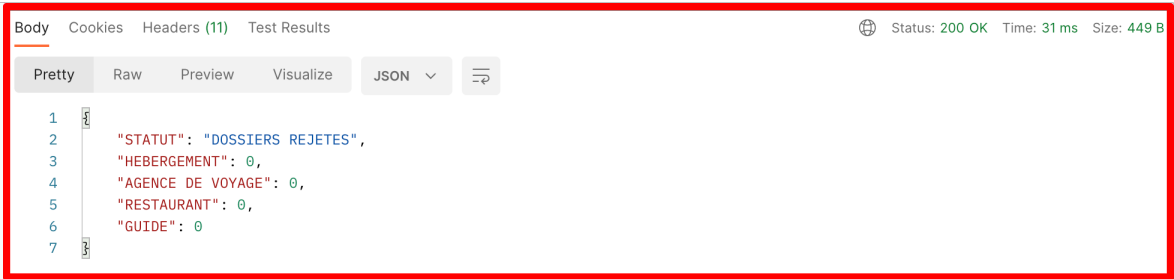 Body Cookies Headers (11) Test Results Status: 200 OK Time: 31 ms Size: 449 B
Pretty Raw Preview Visualize JSON
1 {
2 "STATUT": "DOSSIERS REJETES",
3 "HEBERGEMENT": 0,
4 "AGENCE DE VOYAGE": 0,
5 "RESTAURANT": 0,
6 "GUIDE": 0
7 }